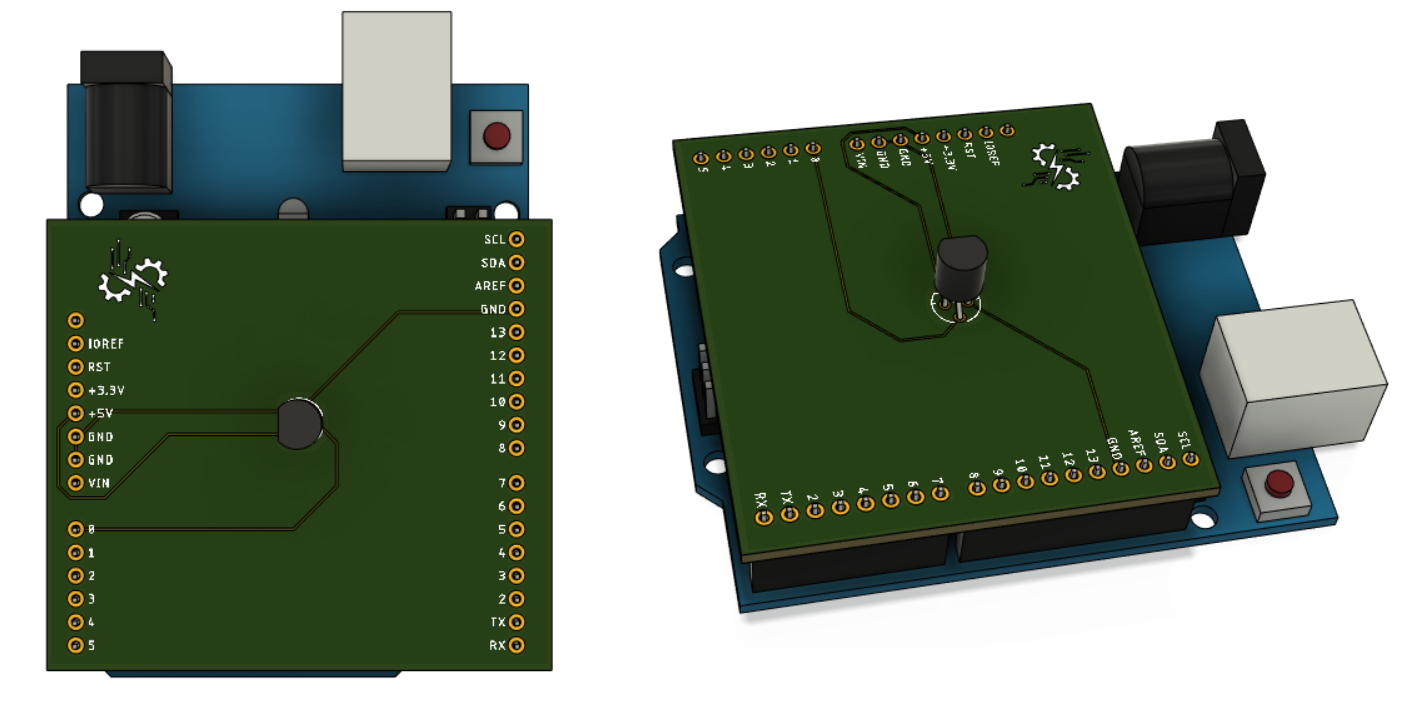 SCL
SDA
AREF
GND
13
12
11
10
9
8
7
6
5
4
3
2
TX
RX
IOREF
RST
+3.3V
+5V
GND
GND
VIN
0
1
2
3
4
5
5
4
3
2
1
0
VIN
GND
GND
+5V
+3.3V
RST
IOREF
RX
TX
2
3
4
5
6
7
8
9
10
11
12
13
GND
AREF
SDA
SCL